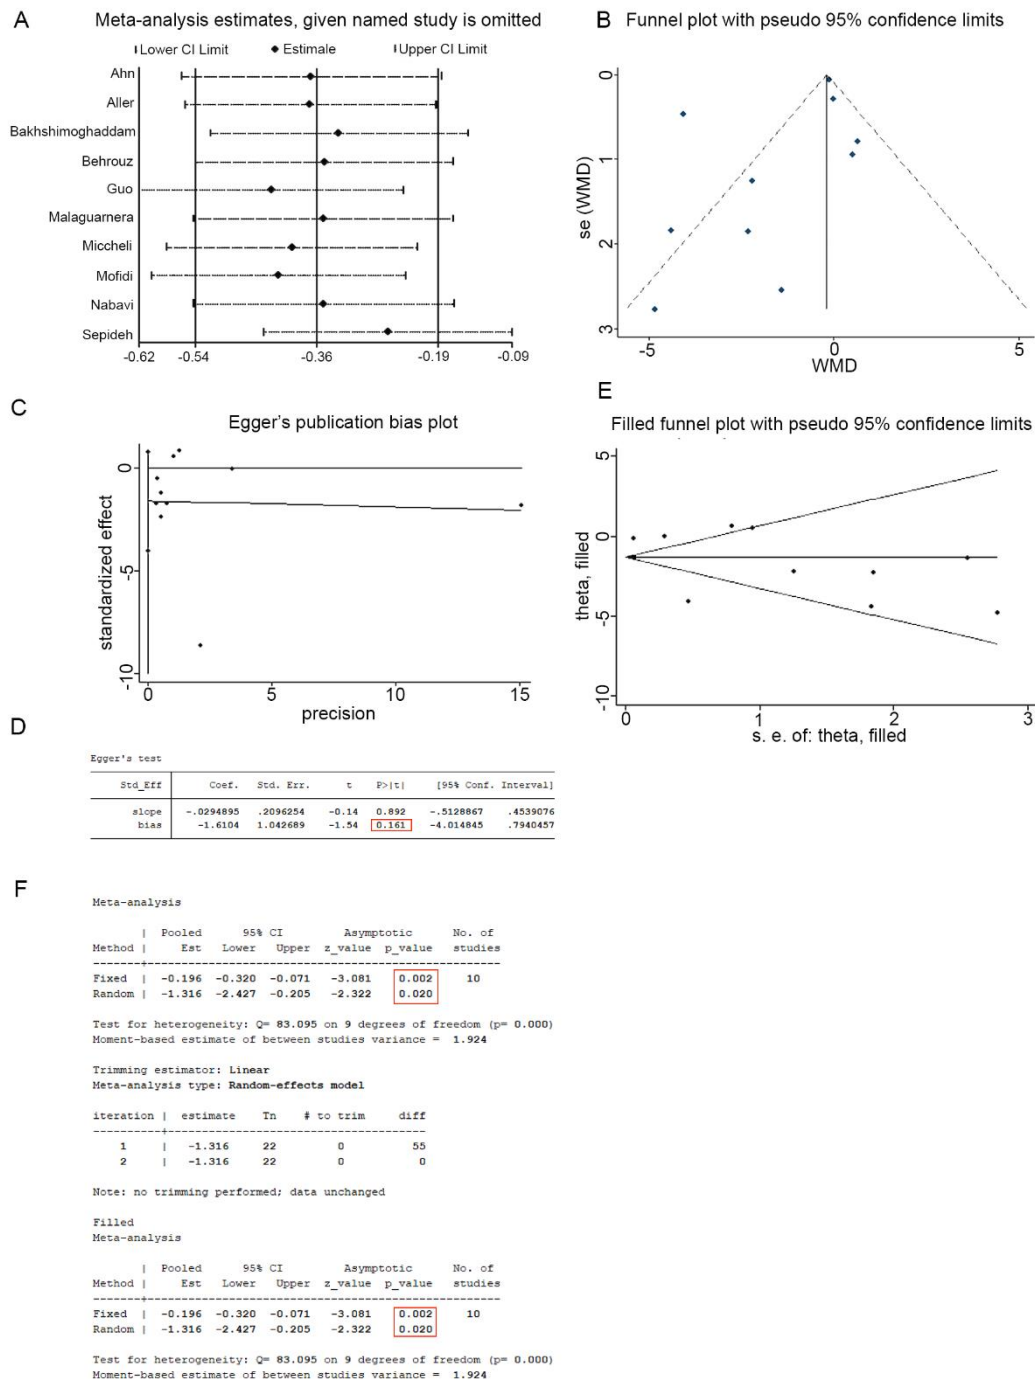 A
Meta-analysis estimates, given named study is omitted
Lower CI Limit Estimale Upper CI Limit
Ahn
Aller
Bakhshimoghaddam
Behrouz
Guo
Malaguarnera
Miccheli
Mofidi
Nabavi
Sepideh
-0.62 -0.54 -0.36 -0.19 -0.09
B
Funnel plot with pseudo 95% confidence limits
se (WMD)
0
1
2
3
-5 0 5
WMD
C
Egger's publication bias plot
standardized effect
0
-5
-10
0 5 10 15
precision
E
Filled funnel plot with pseudo 95% confidence limits
theta, filled
5
0
-5
-10
0 1 2 3
s. e. of: theta, filled
D
Egger's test
Std_Eff Coef. Std. Err. t P>|t| [95% Conf. Interval]
slope -.0294895 .2096254 -0.14 0.892 -.5128867 .4539076
bias -1.6104 1.042689 -1.54 0.161 -4.014845 .7940457
F
Meta-analysis
| Pooled 95% CI Asymptotic No. of
Method | Est Lower Upper z_value p_value studies
Fixed | -0.196 -0.320 -0.071 -3.081 0.002 10
Random | -1.316 -2.427 -0.205 -2.322 0.020
Test for heterogeneity: Q= 83.095 on 9 degrees of freedom (p= 0.000)
Moment-based estimate of between studies variance = 1.924
Trimming estimator: Linear
Meta-analysis type: Random-effects model
iteration | estimate Tn # to trim diff
1 | -1.316 22 0 55
2 | -1.316 22 0 0
Note: no trimming performed; data unchanged
Filled
Meta-analysis
| Pooled 95% CI Asymptotic No. of
Method | Est Lower Upper z_value p_value studies
Fixed | -0.196 -0.320 -0.071 -3.081 0.002 10
Random | -1.316 -2.427 -0.205 -2.322 0.020
Test for heterogeneity: Q= 83.095 on 9 degrees of freedom (p= 0.000)
Moment-based estimate of between studies variance = 1.924